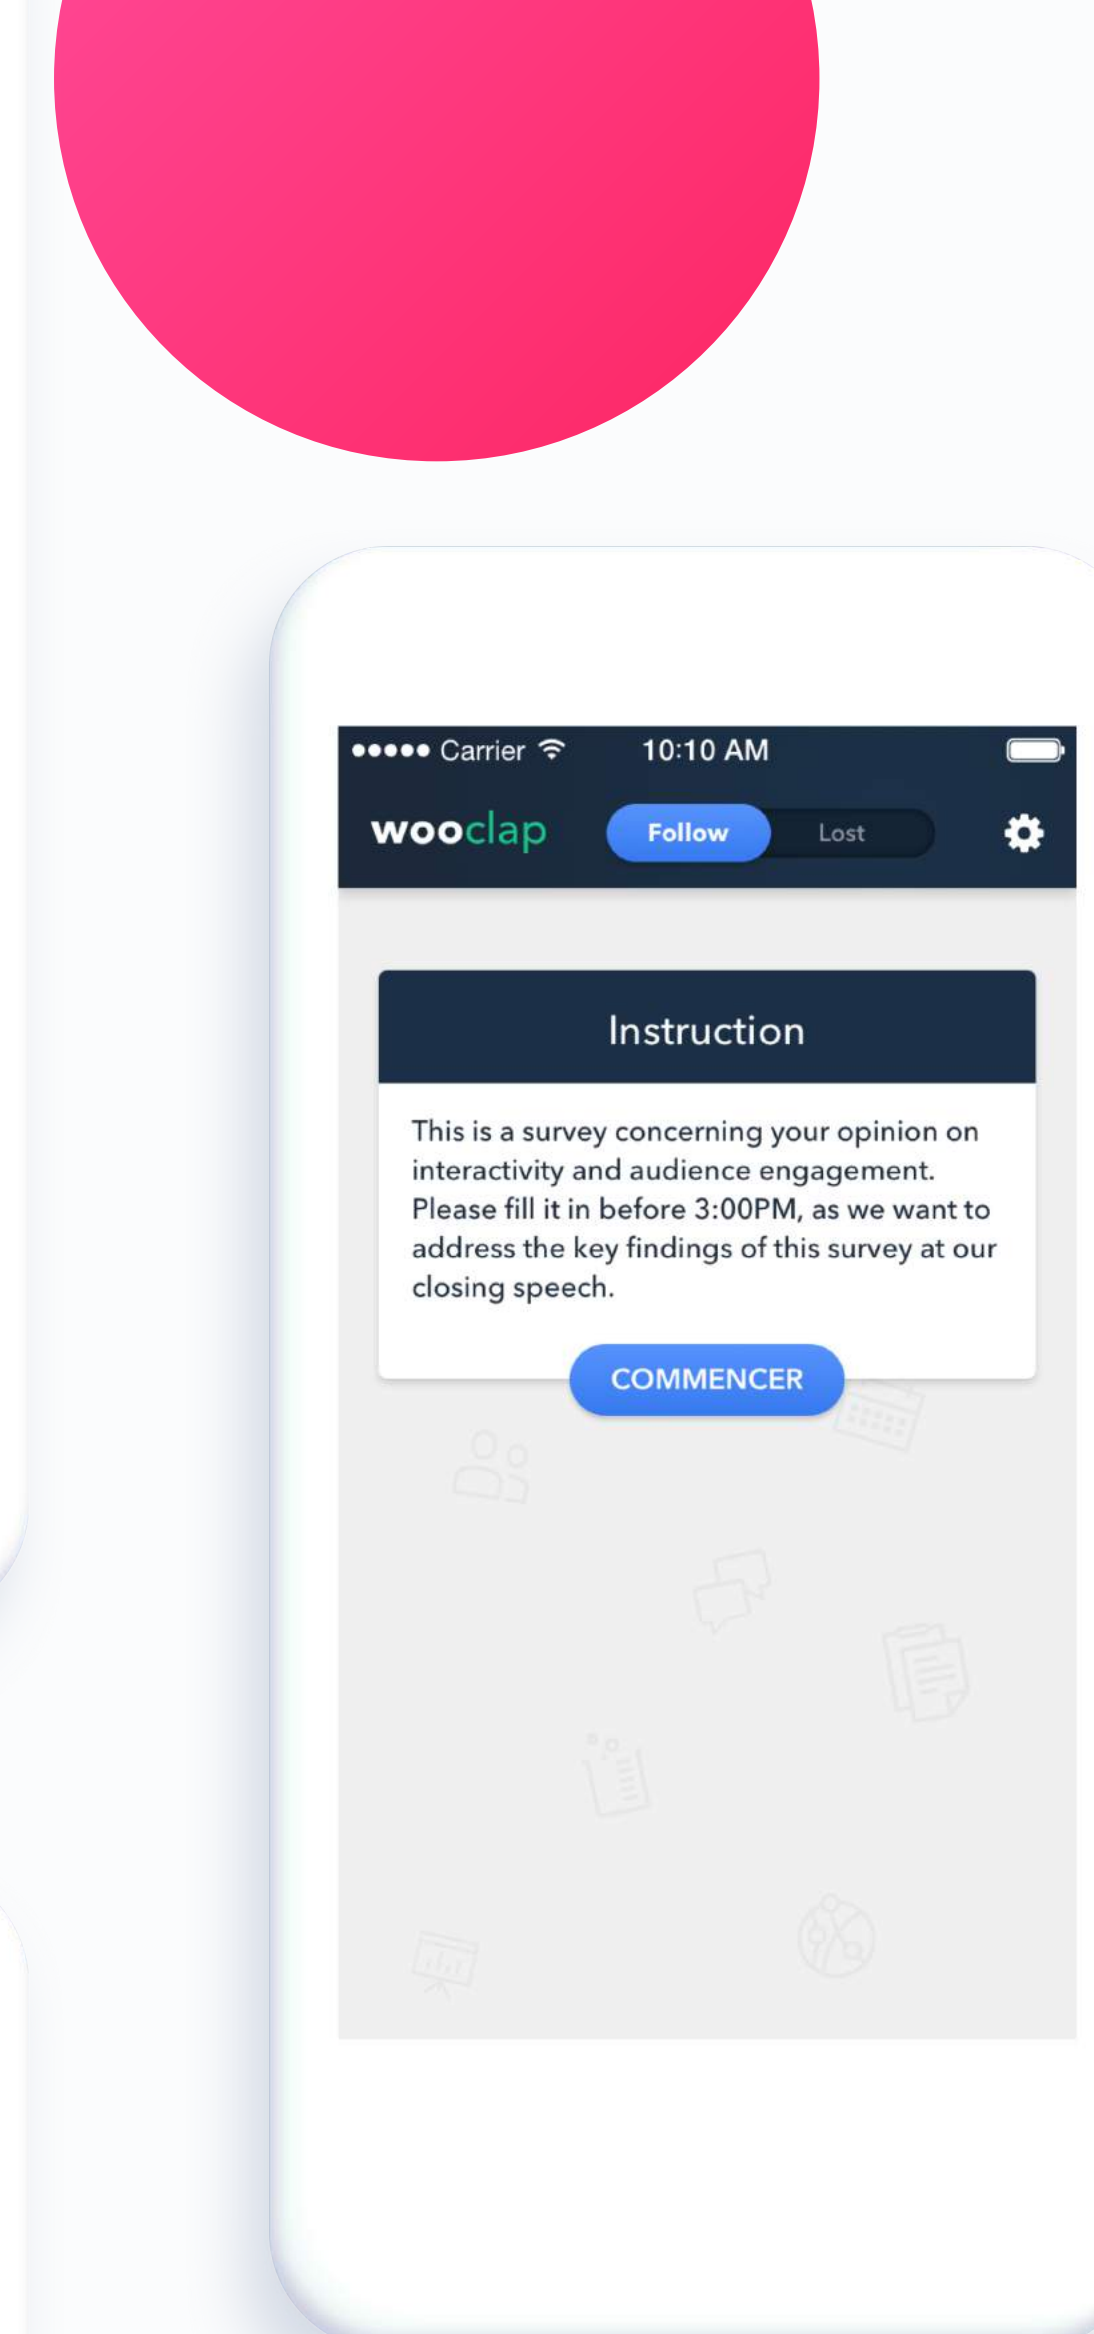 Carrier 10:10 AM
wooclap Follow Lost
Instruction
This is a survey concerning your opinion on
interactivity and audience engagement.
Please fill it in before 3:00PM, as we want to
address the key findings of this survey at our
closing speech.
COMMENCER